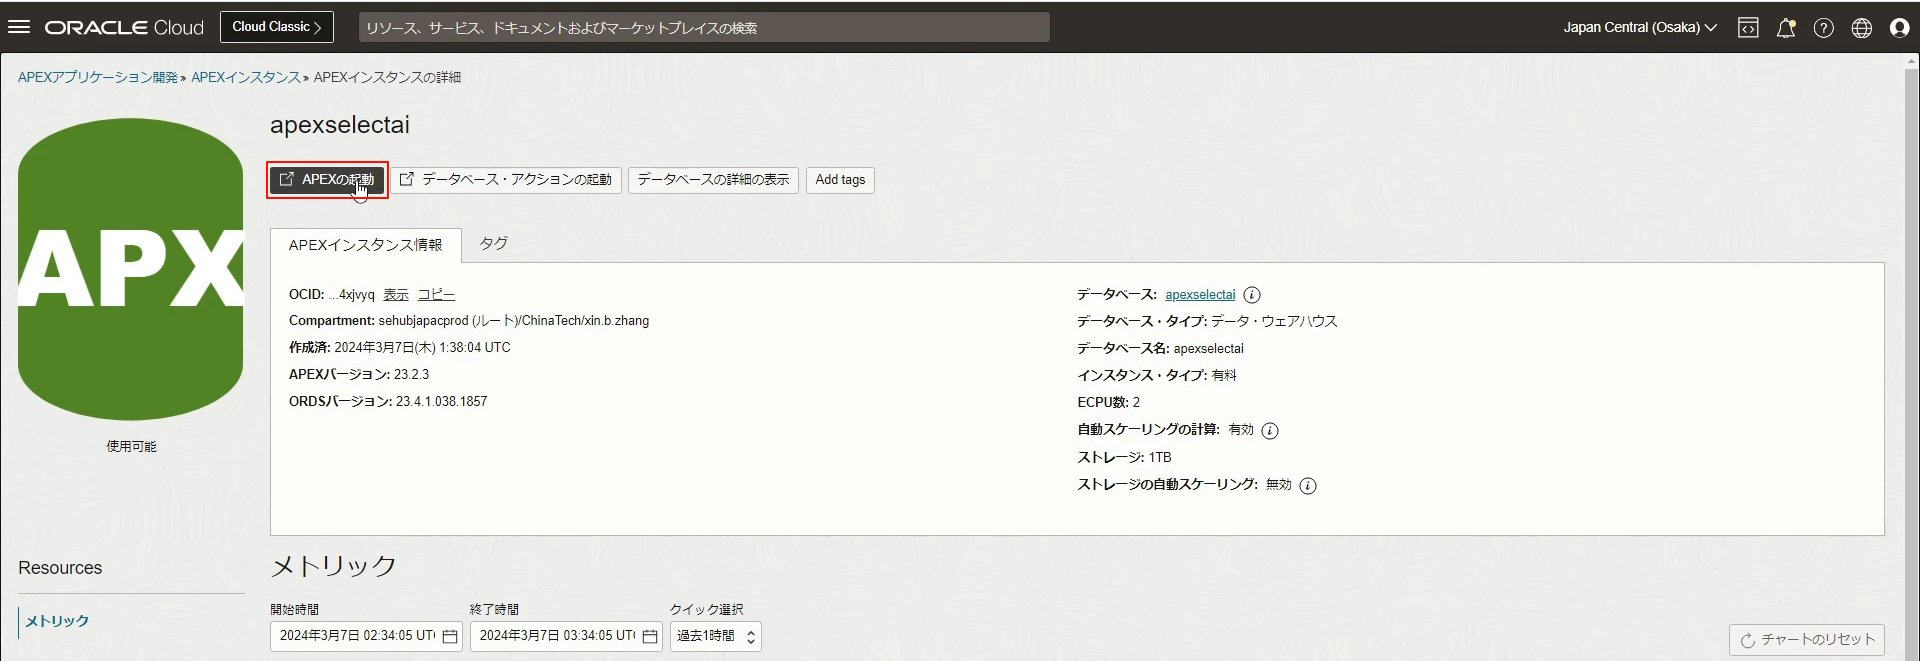 ORACLE Cloud
Cloud Classic
リソース、サービス、ドキュメントおよびマーケットプレイスの検索
Japan Central (Osaka)
APEXアプリケーション開発 » APEXインスタンス » APEXインスタンスの詳細
APX
使用可能
apexselectai
APEXの起動
データベース・アクションの起動
データベースの詳細の表示
Add tags
APEXインスタンス情報
タグ
OCID: ...4xjvyq 表示 コピー
Compartment: sehubjapacprod (ルート)/ChinaTech/xin.b.zhang
作成済: 2024年3月7日(木) 1:38:04 UTC
APEXバージョン: 23.2.3
ORDSバージョン: 23.4.1.038.1857
データベース: apexselectai
データベース・タイプ: データ・ウェアハウス
データベース名: apexselectai
インスタンス・タイプ: 有料
ECPU数: 2
自動スケーリングの計算: 有効
ストレージ: 1TB
ストレージの自動スケーリング: 無効
Resources
メトリック
メトリック
開始時間
2024年3月7日 02:34:05 UT
終了時間
2024年3月7日 03:34:05 UT
クイック選択
過去1時間
チャートのリセット